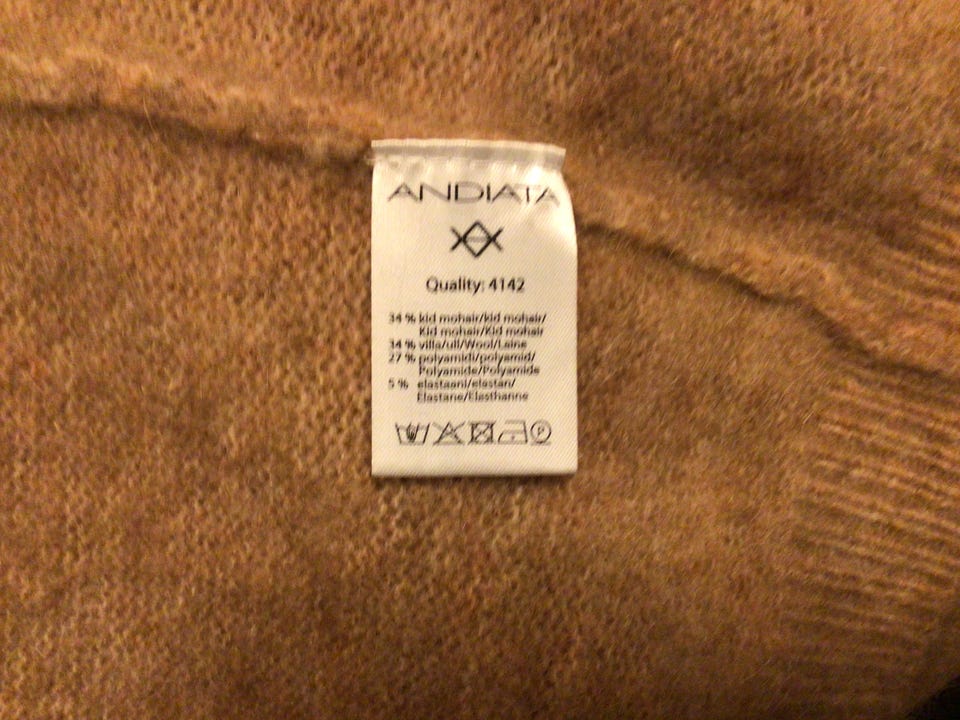 ANDIATA
Quality: 4142
34 % kid mohair/kid mohair/
Kid mohair/Kid mohair
34 % villa/ull/Wool/Laine
27 % polyamidi/polyamid/
Polyamide/Polyamide
5 % elastaani/elastan/
Elastane/Elasthanne
P